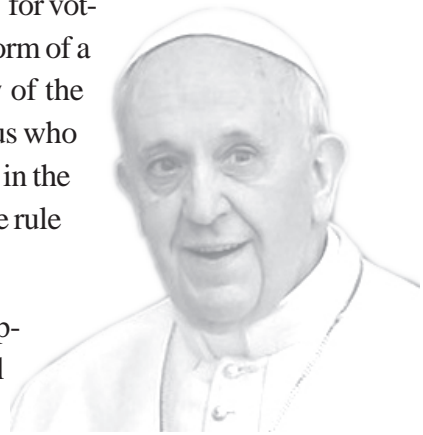 for vot-
orm of a
of the
us who
in the
e rule
p-
l